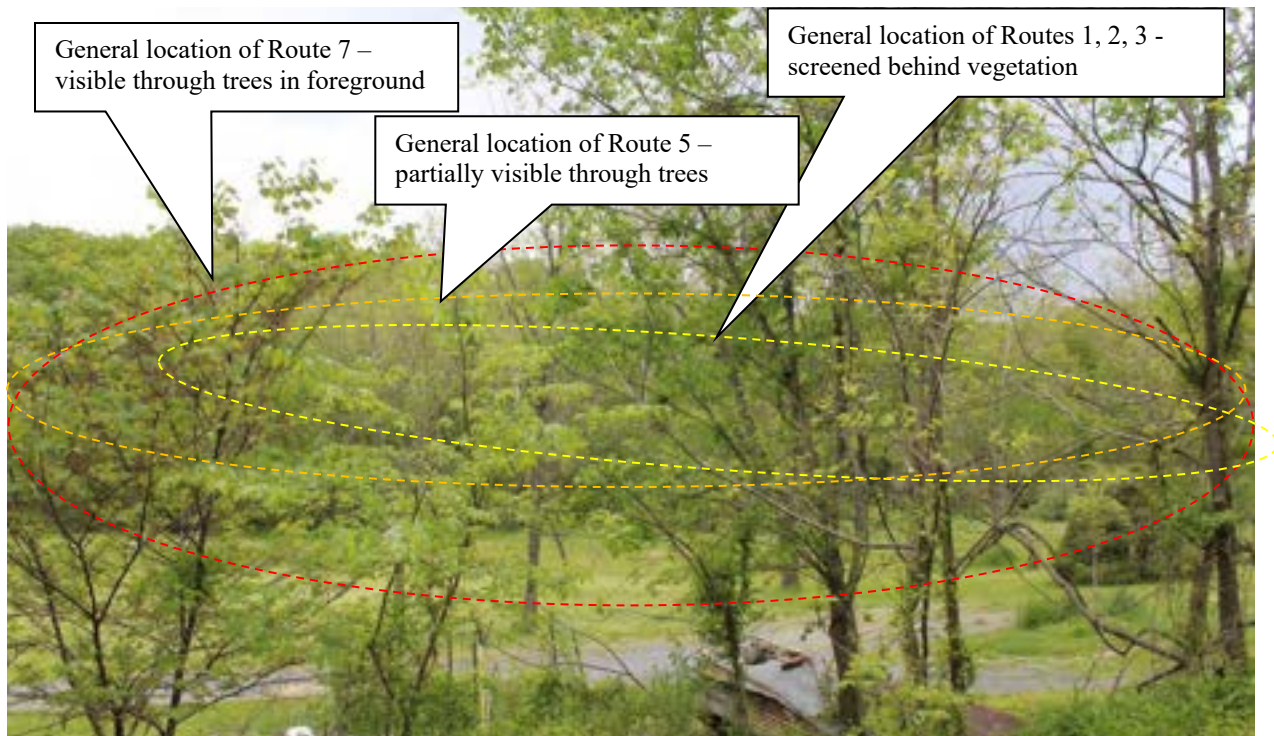 General location of Route 7 –
visible through trees in foreground
General location of Route 5 –
partially visible through trees
General location of Routes 1, 2, 3 -
screened behind vegetation